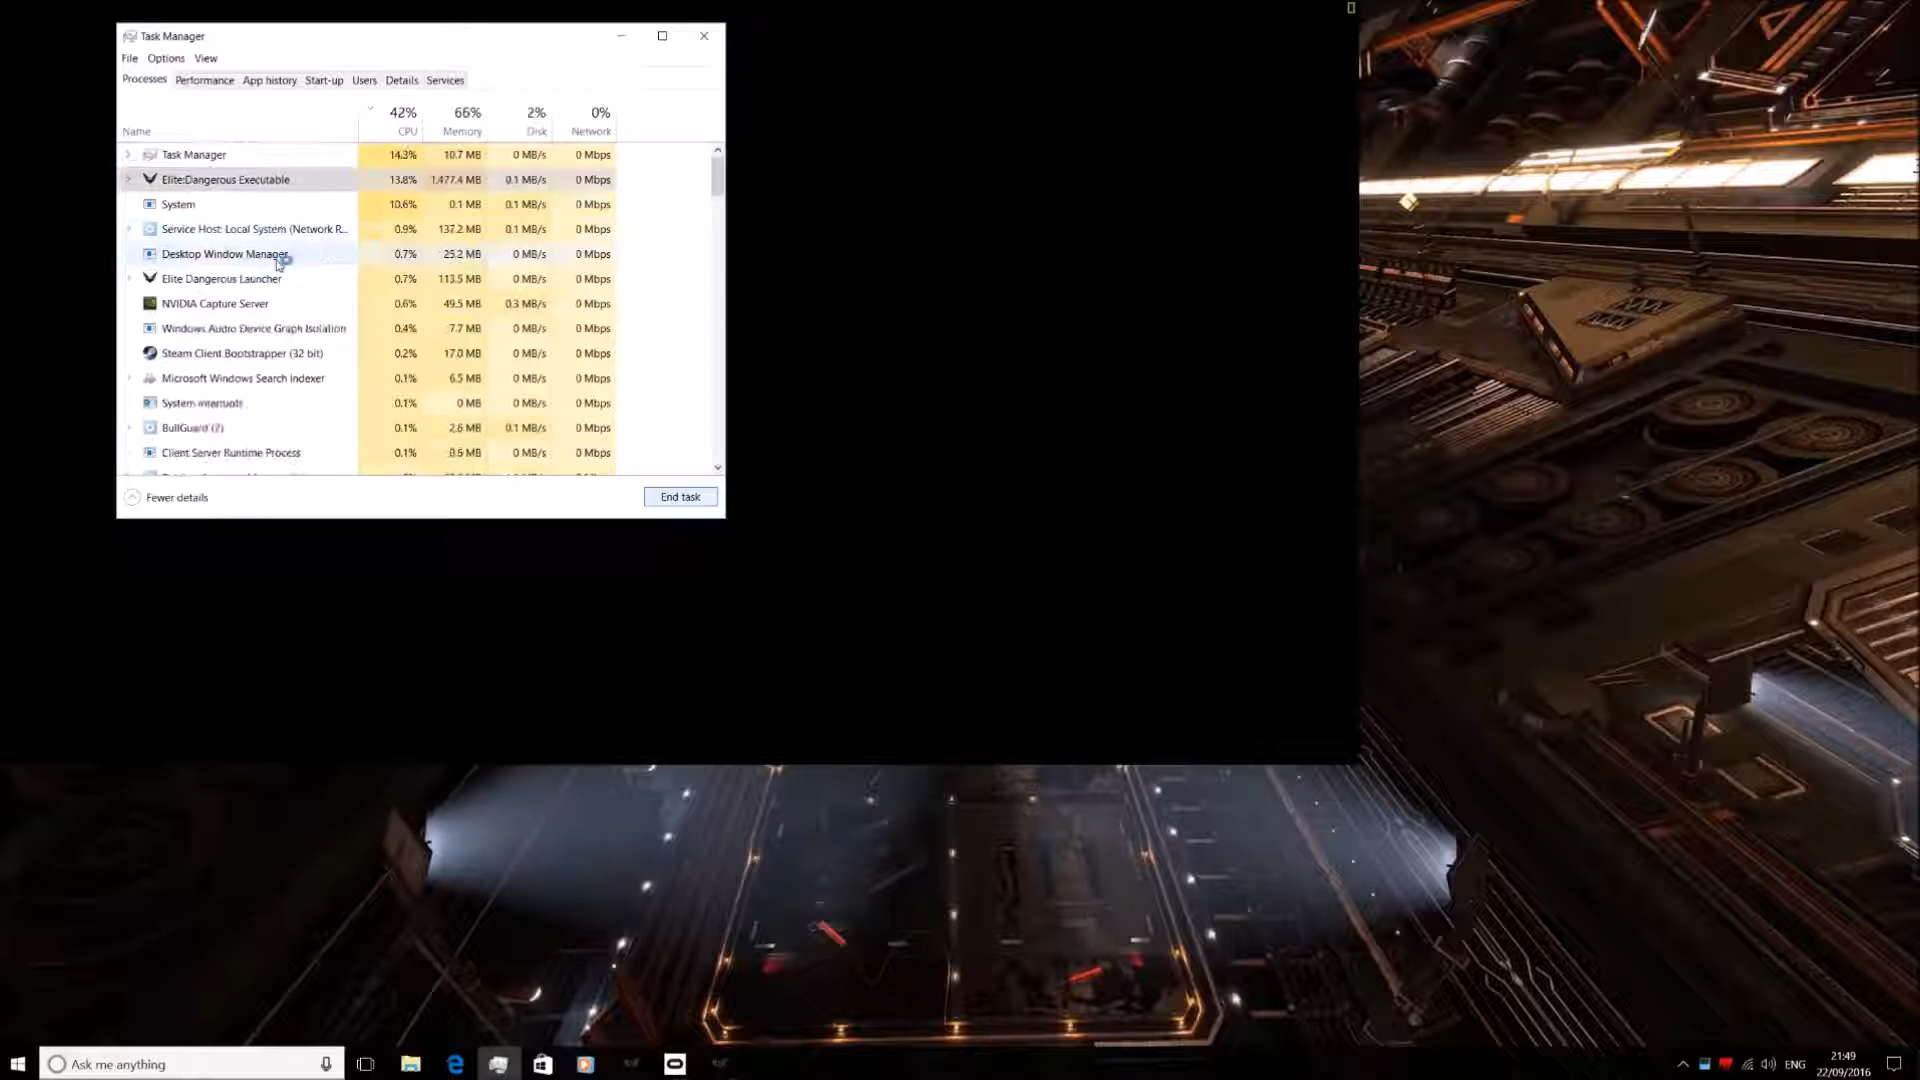 Task Manager
File Options View
Processes Performance App history Start-up Users Details Services
42% 66% 2% 0%
Name CPU Memory Disk Network
Task Manager 14.3% 10.7 MB 0 MB/s 0 Mbps
Elite:Dangerous Executable 13.8% 1,477.4 MB 0.1 MB/s 0 Mbps
System 10.6% 0.1 MB 0.1 MB/s 0 Mbps
Service Host: Local System (Network R... 0.9% 137.2 MB 0.1 MB/s 0 Mbps
Desktop Window Manager 0.7% 25.2 MB 0 MB/s 0 Mbps
Elite Dangerous Launcher 0.7% 113.5 MB 0 MB/s 0 Mbps
NVIDIA Capture Server 0.6% 49.5 MB 0.3 MB/s 0 Mbps
Windows Audio Device Graph Isolation 0.4% 7.7 MB 0 MB/s 0 Mbps
Steam Client Bootstrapper (32 bit) 0.2% 17.0 MB 0 MB/s 0 Mbps
Microsoft Windows Search Indexer 0.1% 6.5 MB 0 MB/s 0 Mbps
System interrupts 0.1% 0 MB 0 MB/s 0 Mbps
BullGuard (2) 0.1% 2.6 MB 0.1 MB/s 0 Mbps
Client Server Runtime Process 0.1% 0.6 MB 0 MB/s 0 Mbps
Fewer details End task
Ask me anything
ENG
21:49
22/09/2016